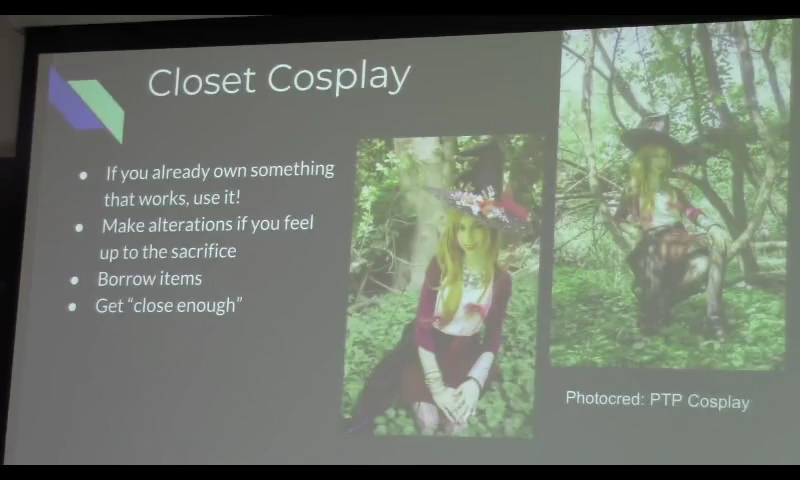 Closet Cosplay
● If you already own something
that works, use it!
● Make alterations if you feel
up to the sacrifice
● Borrow items
● Get “close enough”
Photocred: PTP Cosplay